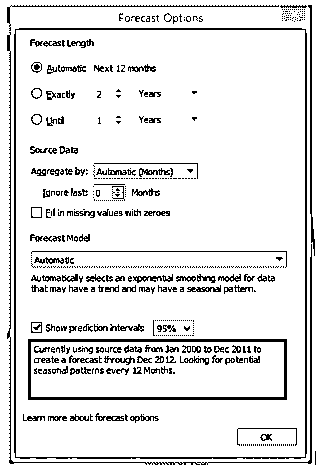 Forecast Options
Forecast Length
Automatic Next 12 months
Exactly 2 Years
Until 1 Years
Source Data
Aggregate by: Automatic (Months)
Ignore last: 0 Months
Fill in missing values with zeroes
Forecast Model
Automatic
Automatically selects an exponential smoothing model for data
that may have a trend and may have a seasonal pattern.
Show prediction intervals 95%
Currently using source data from Jan 2000 to Dec 2011 to
create a forecast through Dec 2012. Looking for potential
seasonal patterns every 12 Months.
Learn more about forecast options
OK